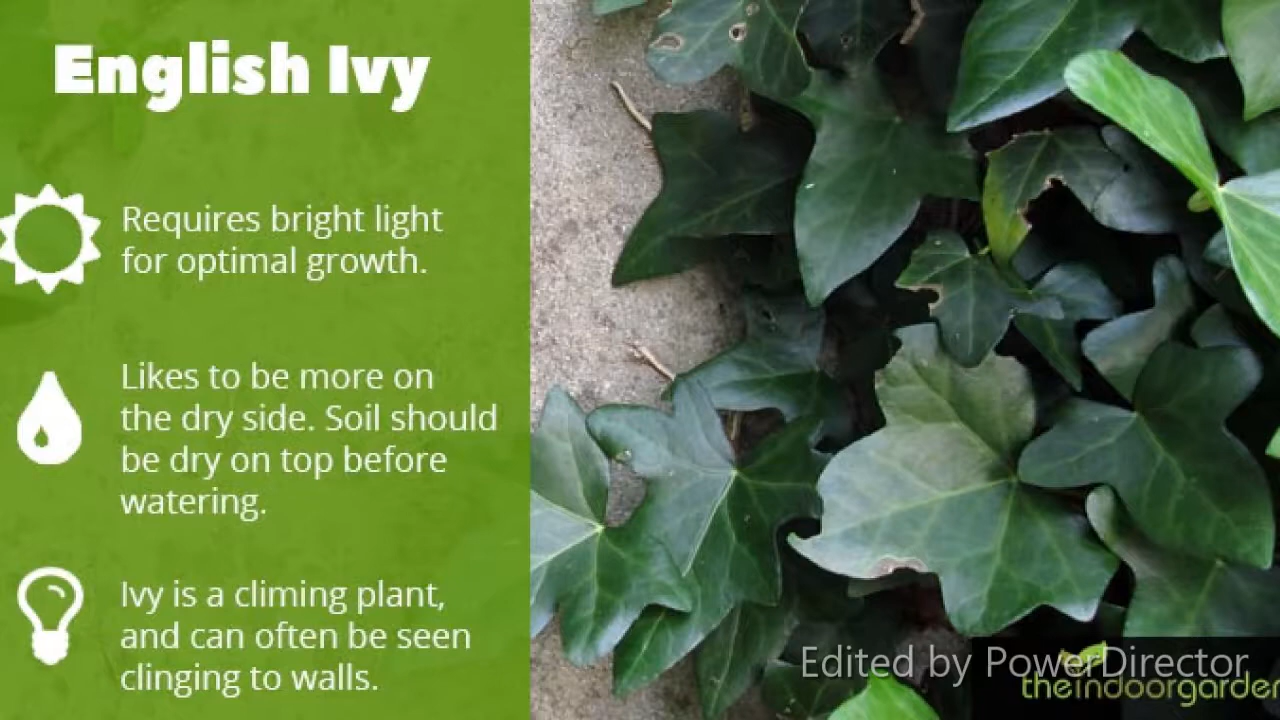 English Ivy
Requires bright light
for optimal growth.
Likes to be more on
the dry side. Soil should
be dry on top before
watering.
Ivy is a climing plant,
and can often be seen
clinging to walls.
Edited by PowerDirector
theindoorgarden